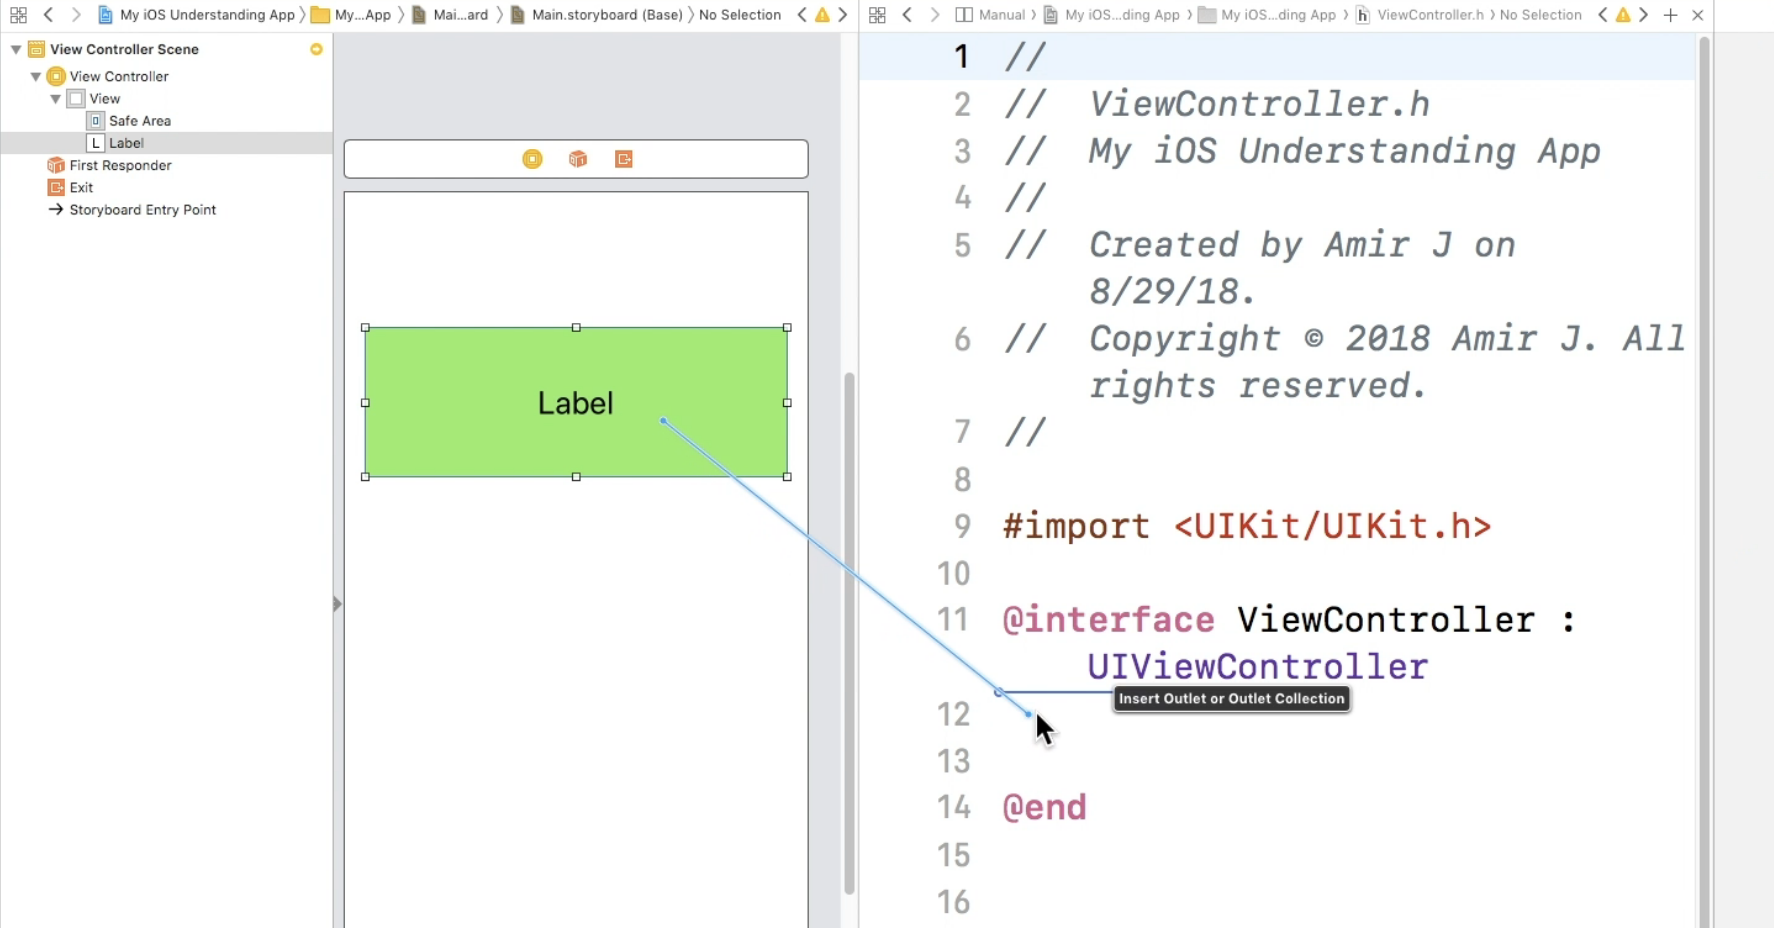 My iOS Understanding App My...App Mai...ard Main.storyboard (Base) No Selection
Manual My iOS...ding App My iOS...ding App h ViewController.h No Selection
View Controller Scene
View Controller
View
Safe Area
L Label
First Responder
Exit
Storyboard Entry Point
Label
1 //
2 // ViewController.h
3 // My iOS Understanding App
4 //
5 // Created by Amir J on
8/29/18.
6 // Copyright © 2018 Amir J. All
rights reserved.
7 //
8
9 #import <UIKit/UIKit.h>
10
11 @interface ViewController :
UIViewController
Insert Outlet or Outlet Collection
12
13
14 @end
15
16